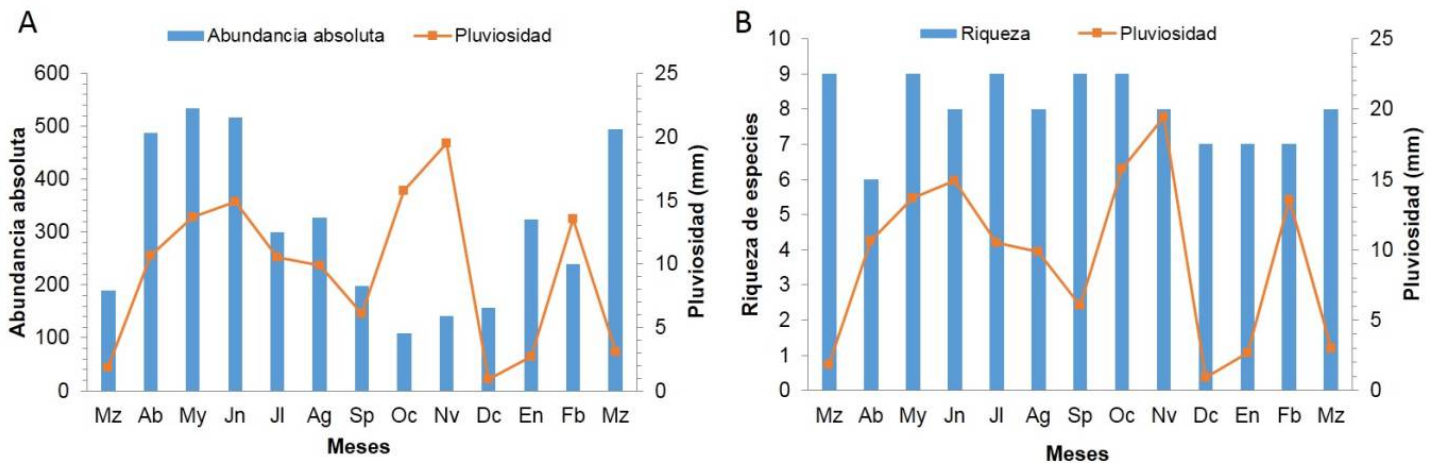 A
Abundancia absoluta
Pluviosidad
600
500
400
300
200
100
0
Abundancia absoluta
25
20
15
10
5
0
Pluviosidad (mm)
Mz Ab My Jn Jl Ag Sp Oc Nv Dc En Fb Mz
Meses
B
Riqueza
Pluviosidad
10
9
8
7
6
5
4
3
2
1
0
Riqueza de especies
25
20
15
10
5
0
Pluviosidad (mm)
Mz Ab My Jn Jl Ag Sp Oc Nv Dc En Fb Mz
Meses